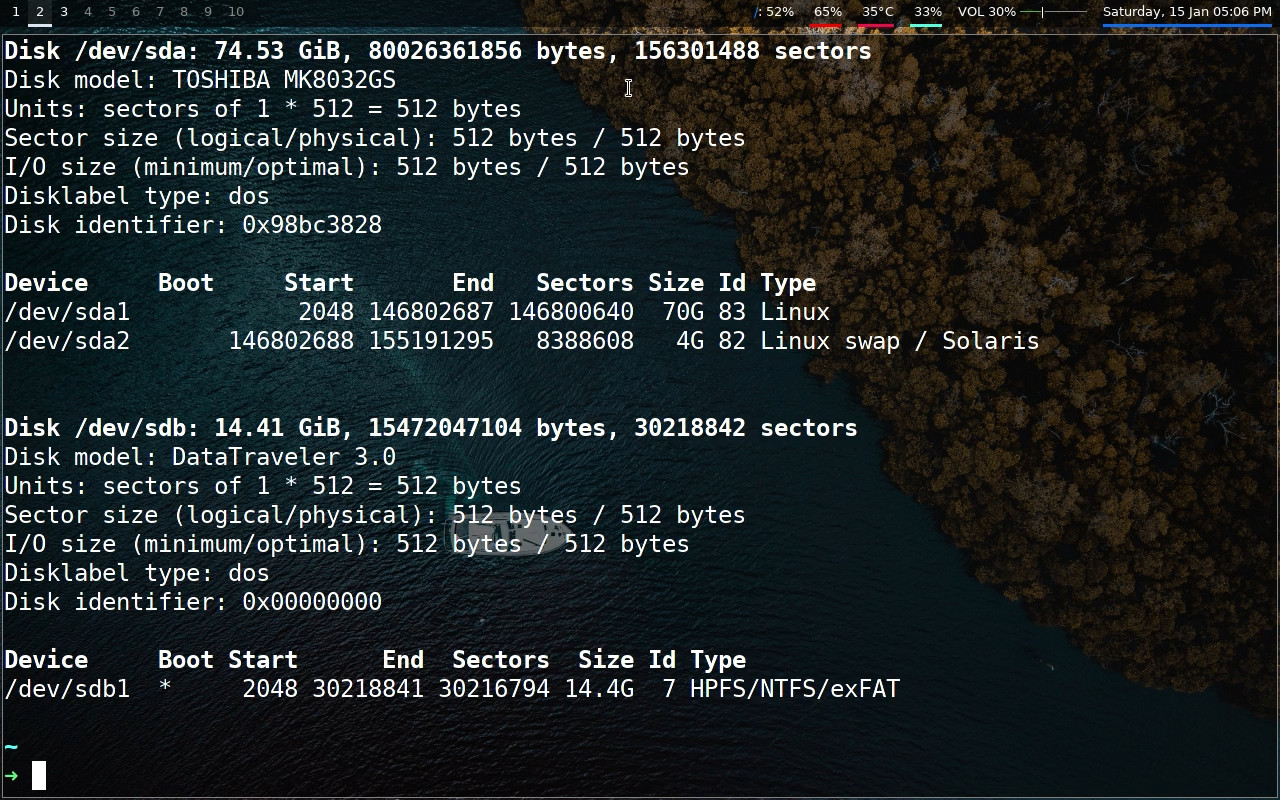 1 2 3 4 5 6 7 8 9 10 /: 52% 65% 35°C 33% VOL 30% Saturday, 15 Jan 05:06 PM
Disk /dev/sda: 74.53 GiB, 80026361856 bytes, 156301488 sectors
Disk model: TOSHIBA MK8032GS
Units: sectors of 1 * 512 = 512 bytes
Sector size (logical/physical): 512 bytes / 512 bytes
I/O size (minimum/optimal): 512 bytes / 512 bytes
Disklabel type: dos
Disk identifier: 0x98bc3828
Device     Boot     Start       End   Sectors Size Id Type
/dev/sda1            2048 146802687 146800640  70G 83 Linux
/dev/sda2       146802688 155191295   8388608   4G 82 Linux swap / Solaris
Disk /dev/sdb: 14.41 GiB, 15472047104 bytes, 30218842 sectors
Disk model: DataTraveler 3.0
Units: sectors of 1 * 512 = 512 bytes
Sector size (logical/physical): 512 bytes / 512 bytes
I/O size (minimum/optimal): 512 bytes / 512 bytes
Disklabel type: dos
Disk identifier: 0x00000000
Device     Boot Start      End  Sectors  Size Id Type
/dev/sdb1  *     2048 30218841 30216794 14.4G  7 HPFS/NTFS/exFAT
~
➜